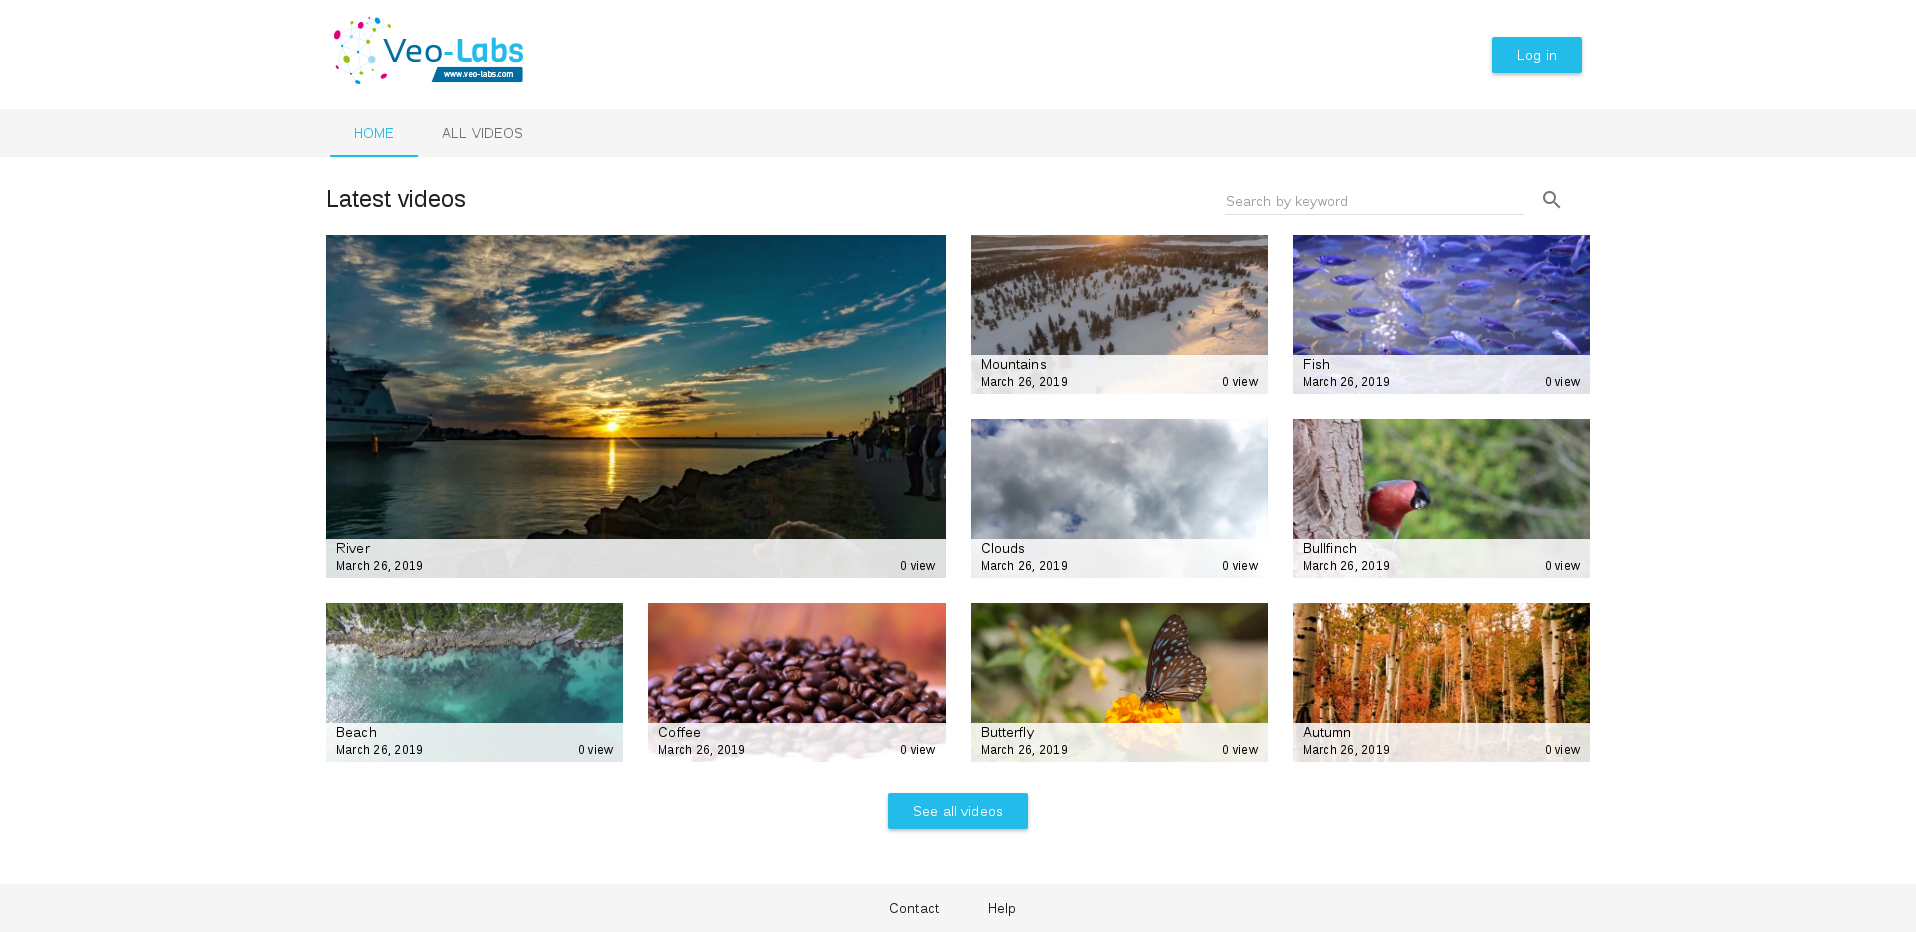 Veo-Labs
www.veo-labs.com
Log in
HOME
ALL VIDEOS
Latest videos
Search by keyword
Mountains
March 26, 2019
0 view
Fish
March 26, 2019
0 view
River
March 26, 2019
0 view
Clouds
March 26, 2019
0 view
Bullfinch
March 26, 2019
0 view
Beach
March 26, 2019
0 view
Coffee
March 26, 2019
0 view
Butterfly
March 26, 2019
0 view
Autumn
March 26, 2019
0 view
See all videos
Contact
Help